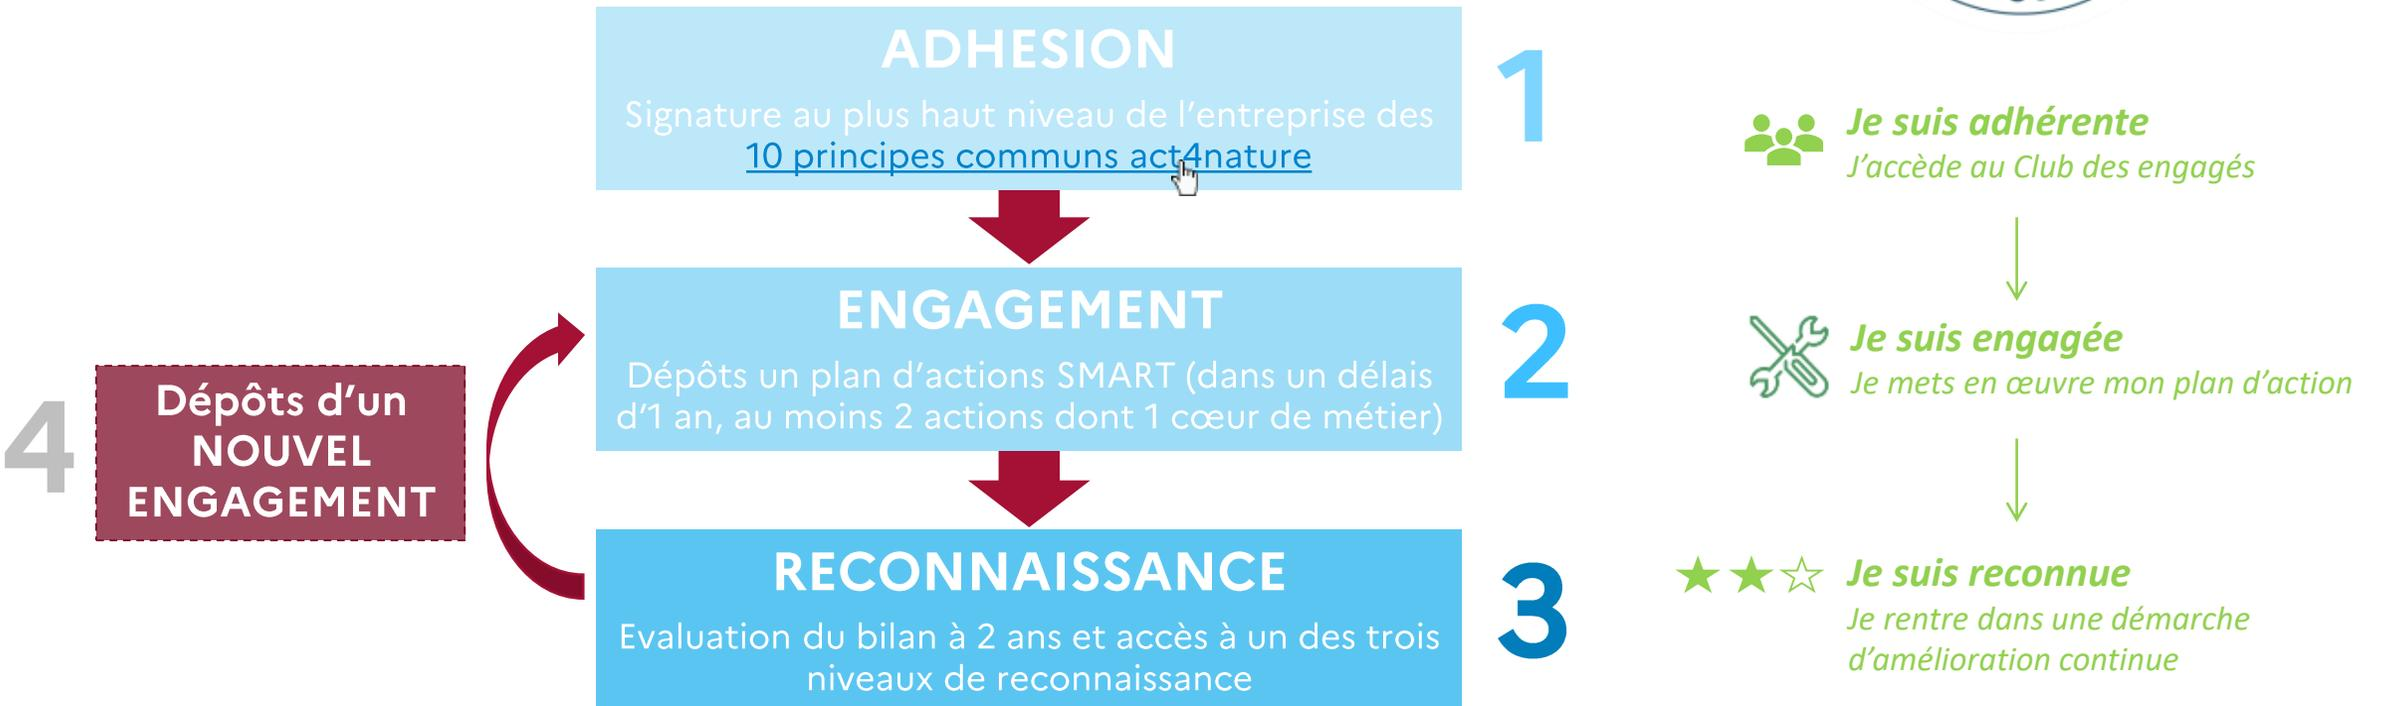 ADHESION
Signature au plus haut niveau de l'entreprise des
10 principes communs act4nature
1
Je suis adhérente
J'accède au Club des engagés
ENGAGEMENT
Dépôts un plan d'actions SMART (dans un délais
d'1 an, au moins 2 actions dont 1 cœur de métier)
2
Je suis engagée
Je mets en œuvre mon plan d'action
4
Dépôts d'un
NOUVEL
ENGAGEMENT
RECONNAISSANCE
Evaluation du bilan à 2 ans et accès à un des trois
niveaux de reconnaissance
3
Je suis reconnue
Je rentre dans une démarche
d'amélioration continue